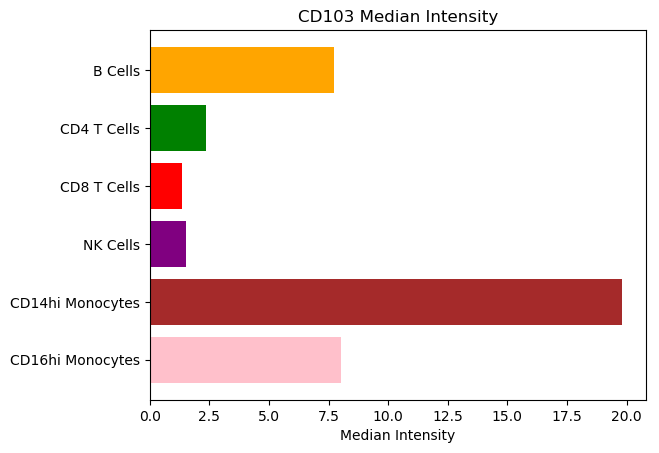 CD103 Median Intensity
B Cells
CD4 T Cells
CD8 T Cells
NK Cells
CD14hi Monocytes
CD16hi Monocytes
0.0 2.5 5.0 7.5 10.0 12.5 15.0 17.5 20.0
Median Intensity